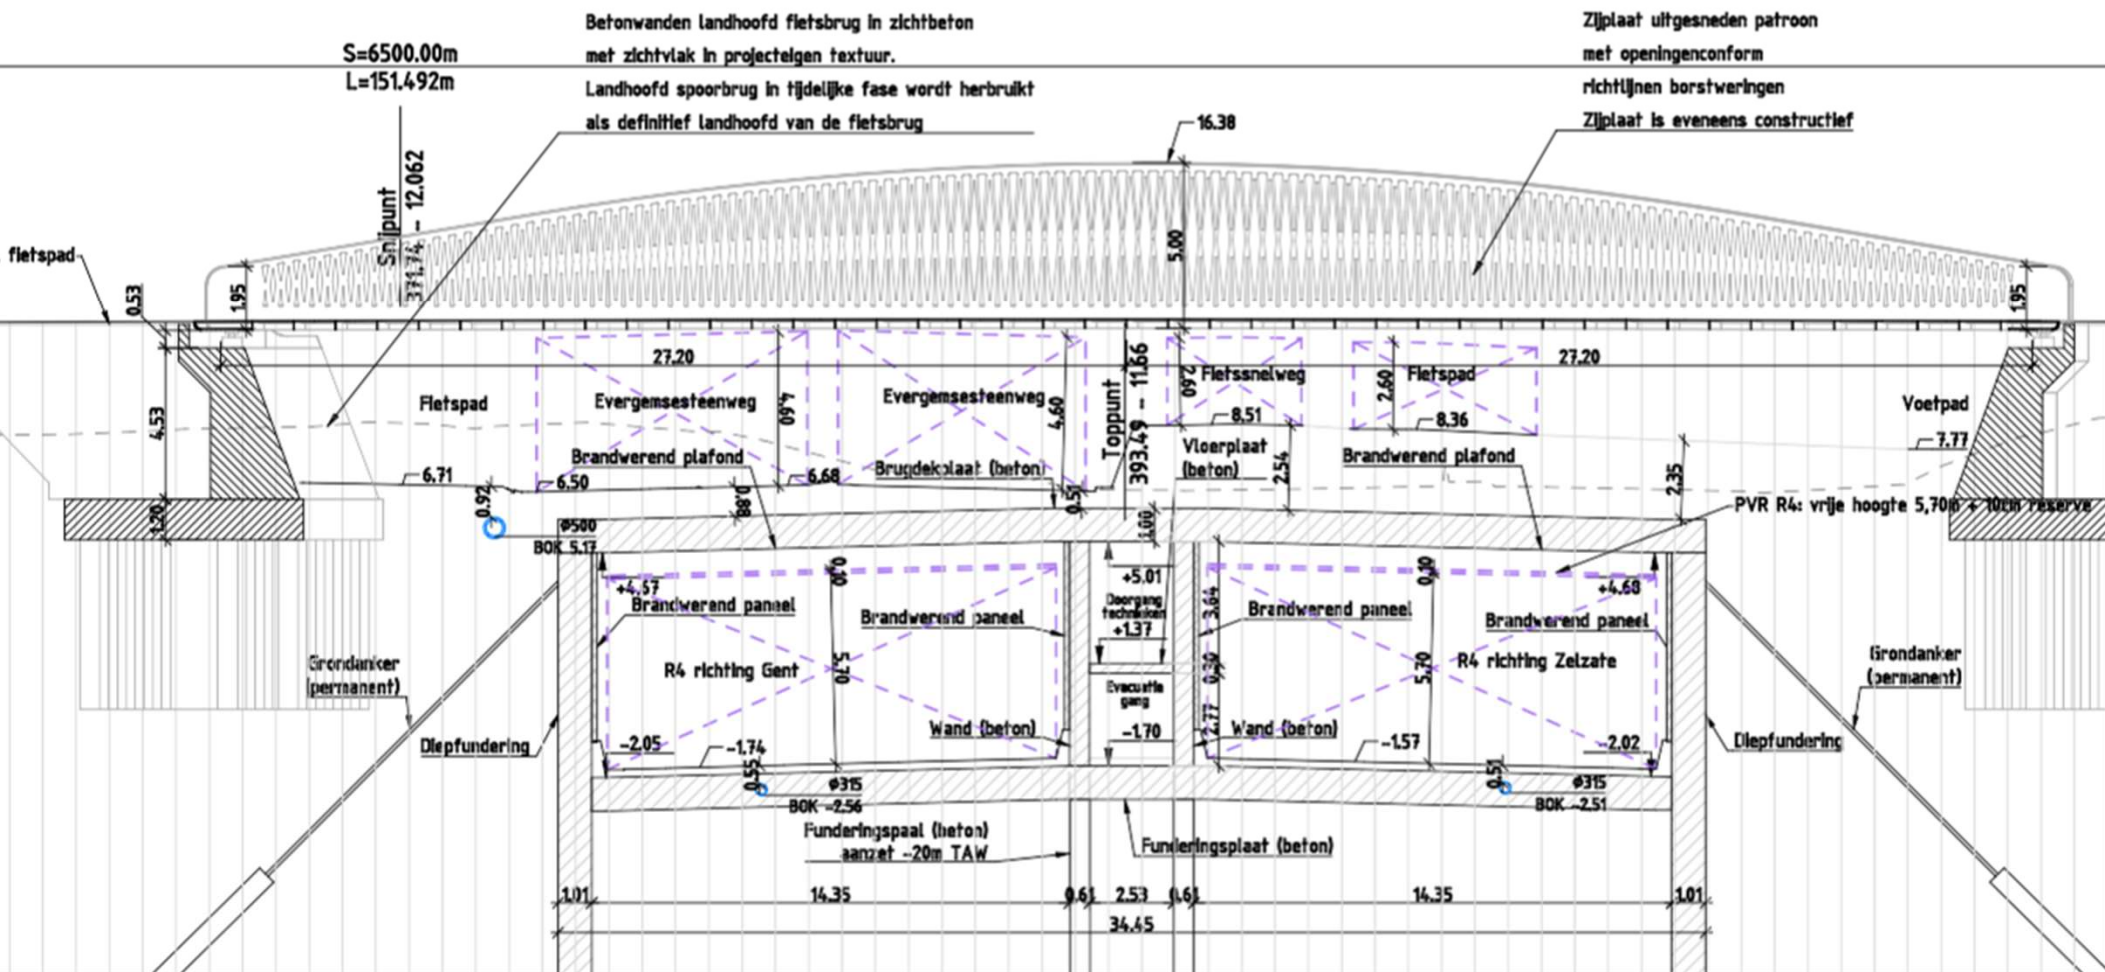 Betonwanden landhoofd fietsbrug in zichtbeton
met zichtvlak in projecteigen textuur.
Landhoofd spoorbrug in tijdelijke fase wordt herbruikt
als definitief landhoofd van de fietsbrug
Zijplaat uitgesneden patroon
met openingenconform
richtlijnen borstweringen
Zijplaat is eveneens constructief
S=6500.00m
L=151.492m
16.38
Snijpunt
371.74 - 12.062
fietspad
0.53
1.95
5.00
1.95
27.20
27.20
Toppunt
393.49 - 11.66
Fietspad
Evergemsesteenweg
4.60
Evergemsesteenweg
4.60
Fietssnelweg
2.60
8.51
Fietspad
2.60
8.36
Voetpad
7.77
4.53
1.20
6.71
6.50
6.68
0.92
0.88
Brandwerend plafond
Brugdekplaat (beton)
0.51
Vloerplaat
(beton)
2.54
Brandwerend plafond
2.35
PVR R4: vrije hoogte 5,70m + 10cm reserve
Ø500
BOK 5.17
1.00
+4.67
0.10
Brandwerend paneel
Brandwerend paneel
+5.01
Doorgang
technieken
+1.37
3.64
0.30
2.77
Brandwerend paneel
0.10
+4.68
Brandwerend paneel
R4 richting Gent
5.70
Evacuatie
gang
-1.70
5.70
R4 richting Zelzate
Grondanker
(permanent)
Grondanker
(permanent)
Diepfundering
Wand (beton)
Wand (beton)
Diepfundering
-2.05
-1.74
-1.57
-2.02
0.55
Ø315
BOK -2.56
0.51
Ø315
BOK -2.51
Funderingspaal (beton)
aanzet -20m TAW
Funderingsplaat (beton)
1.01
14.35
0.61
2.53
0.61
14.35
1.01
34.45